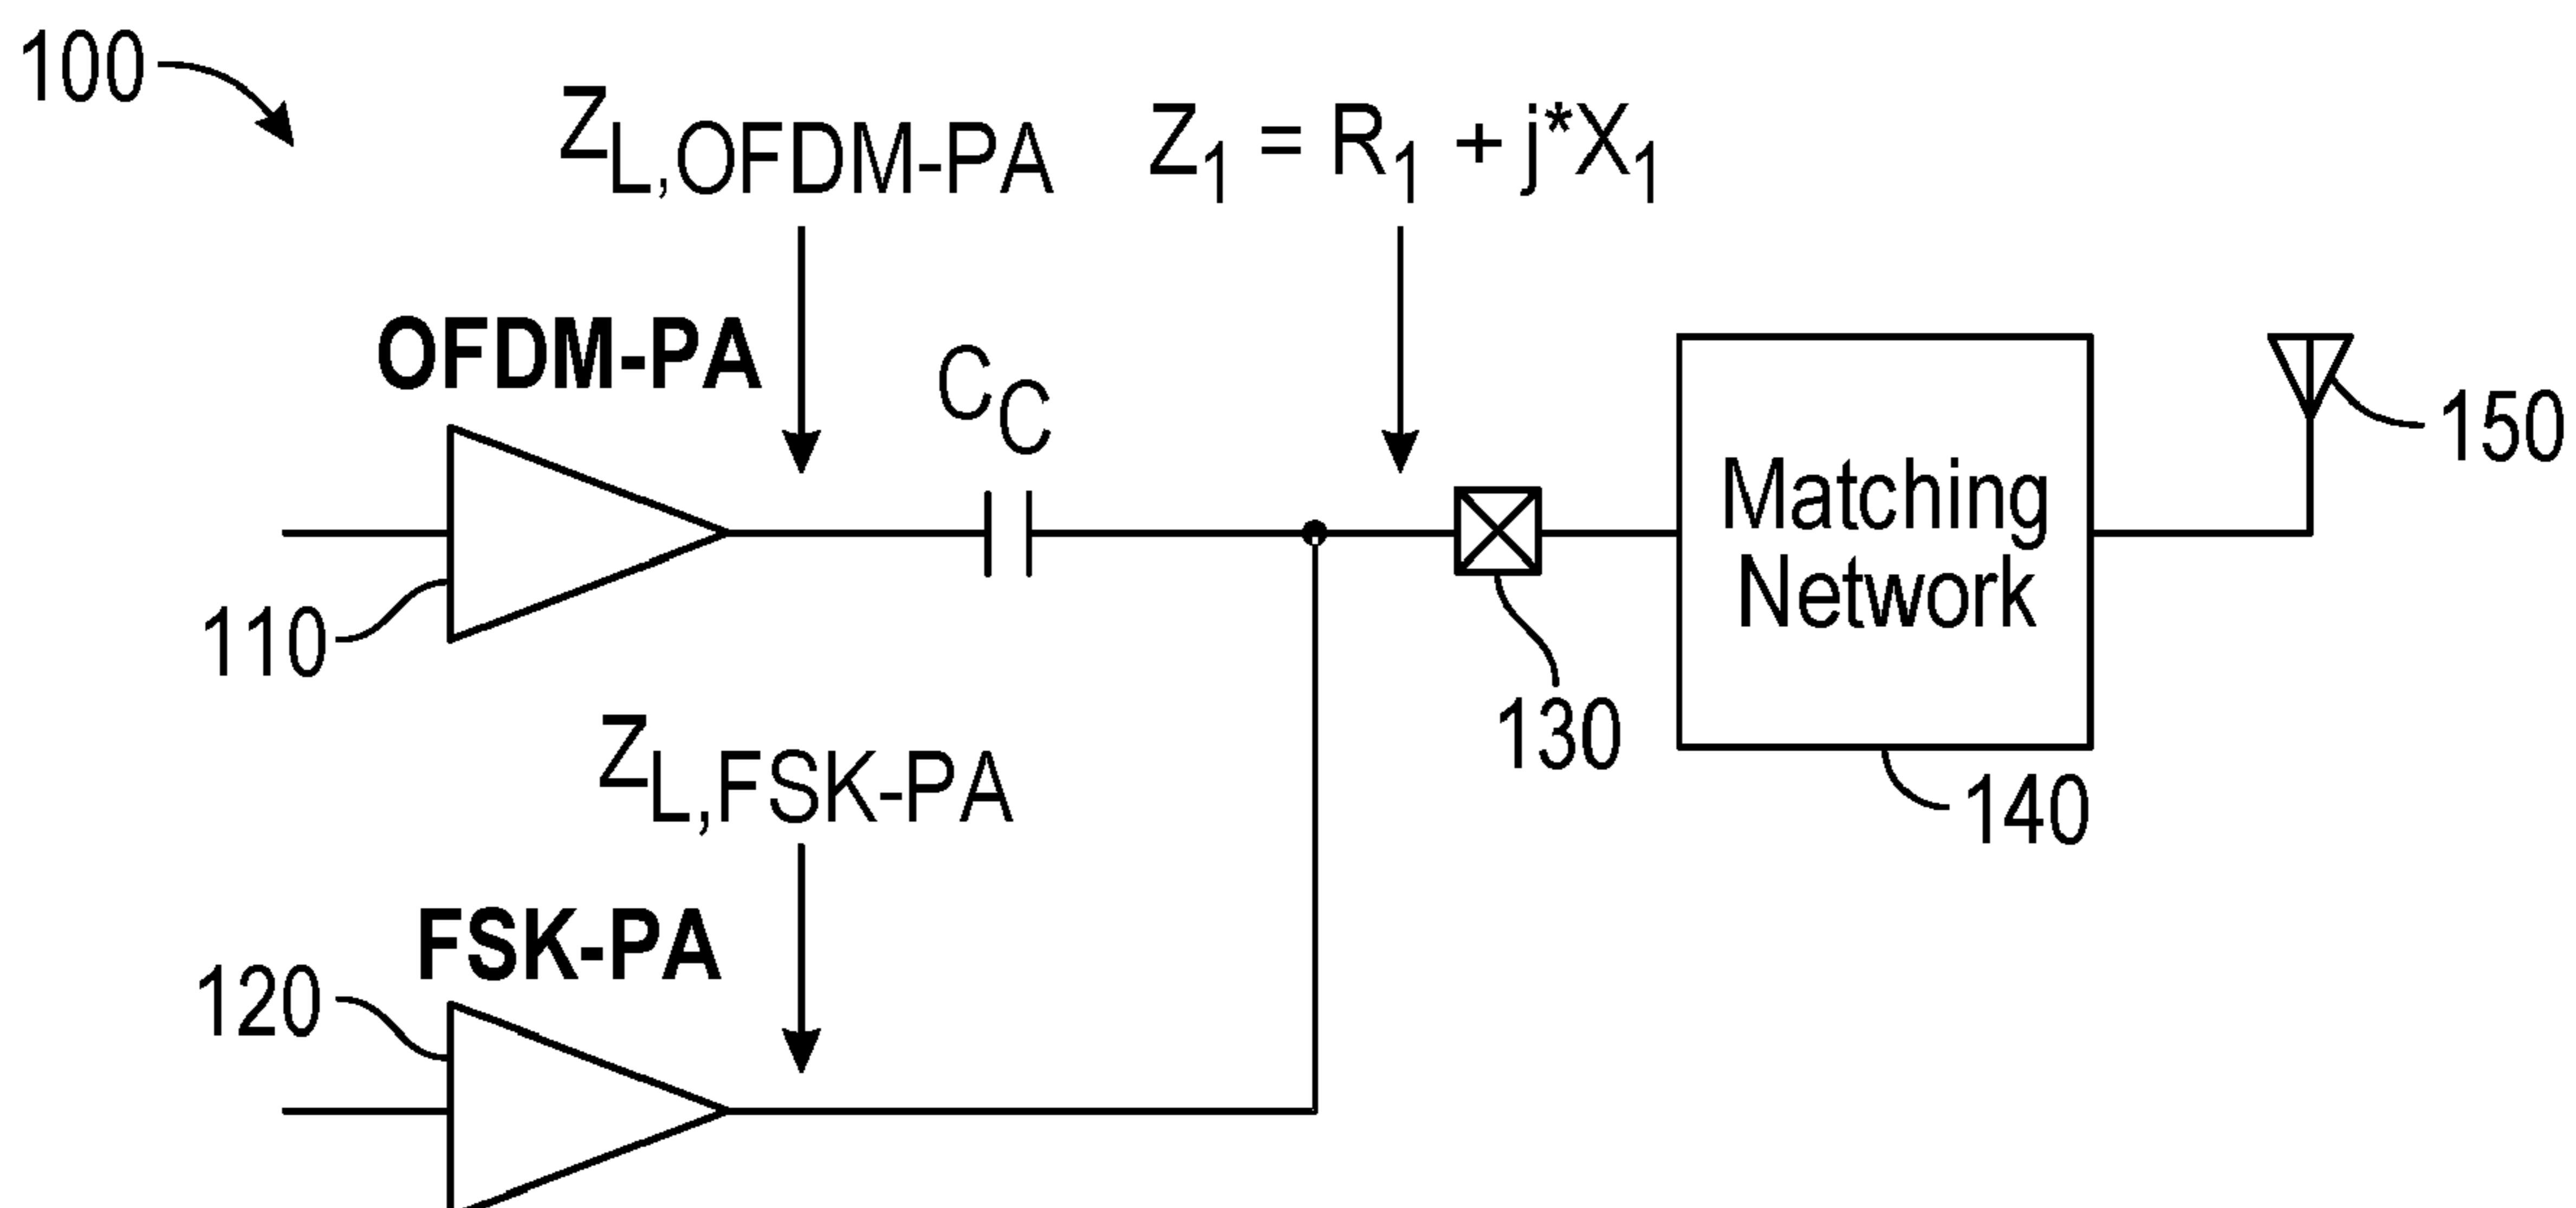 100
Z_L,OFDM-PA
Z_1 = R_1 + j*X_1
OFDM-PA
C_C
110
130
Matching
Network
140
150
Z_L,FSK-PA
FSK-PA
120